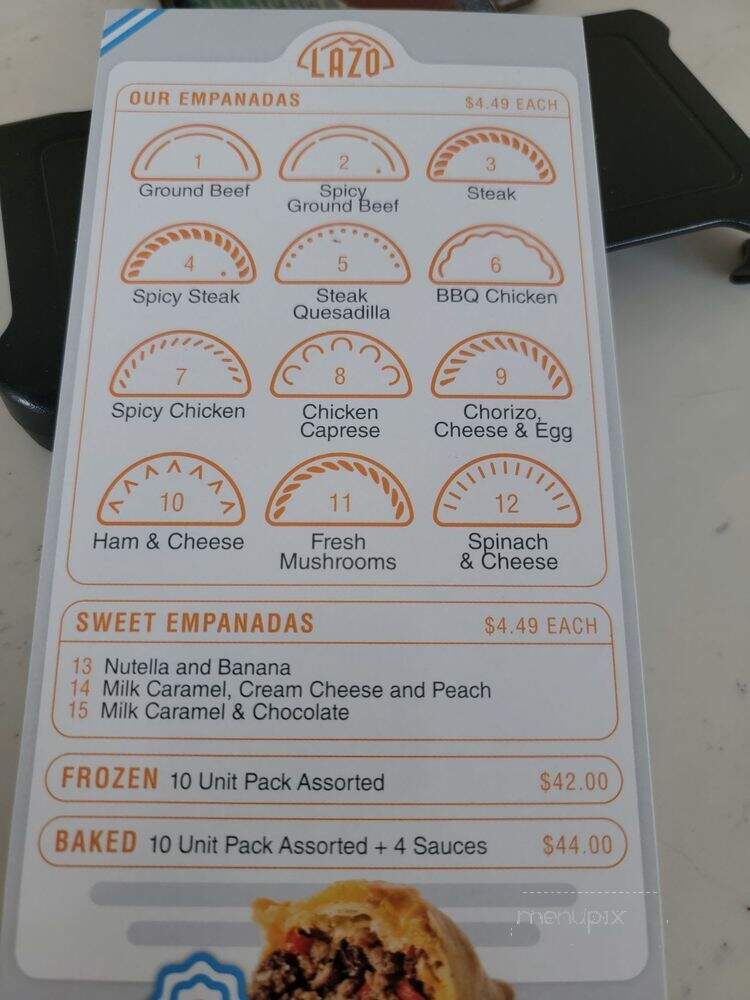 LAZO
OUR EMPANADAS $4.49 EACH
1 2 3
Ground Beef
Spicy
Ground Beef
Steak
4 5 6
Spicy Steak
Steak
Quesadilla
BBQ Chicken
7 8 9
Spicy Chicken
Chicken
Caprese
Chorizo,
Cheese & Egg
10 11 12
Ham & Cheese
Fresh
Mushrooms
Spinach
& Cheese
SWEET EMPANADAS $4.49 EACH
13 Nutella and Banana
14 Milk Caramel, Cream Cheese and Peach
15 Milk Caramel & Chocolate
FROZEN 10 Unit Pack Assorted $42.00
BAKED 10 Unit Pack Assorted + 4 Sauces $44.00
menupix